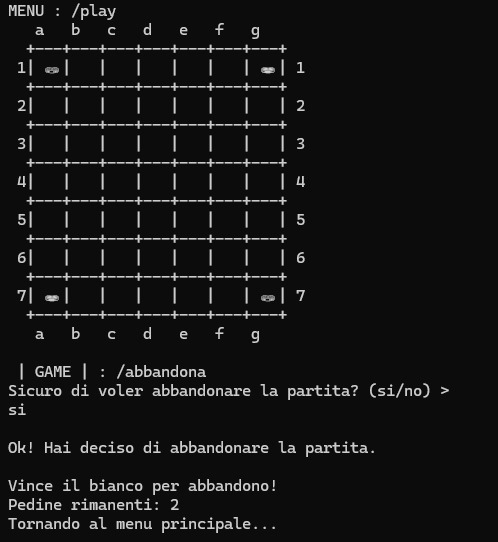 MENU : /play
a b c d e f g
+---+---+---+---+---+---+---+
1| | | | | | | | 1
+---+---+---+---+---+---+---+
2| | | | | | | | 2
+---+---+---+---+---+---+---+
3| | | | | | | | 3
+---+---+---+---+---+---+---+
4| | | | | | | | 4
+---+---+---+---+---+---+---+
5| | | | | | | | 5
+---+---+---+---+---+---+---+
6| | | | | | | | 6
+---+---+---+---+---+---+---+
7| | | | | | | | 7
+---+---+---+---+---+---+---+
a b c d e f g
| GAME | : /abbandona
Sicuro di voler abbandonare la partita? (si/no) >
si
Ok! Hai deciso di abbandonare la partita.
Vince il bianco per abbandono!
Pedine rimanenti: 2
Tornando al menu principale...